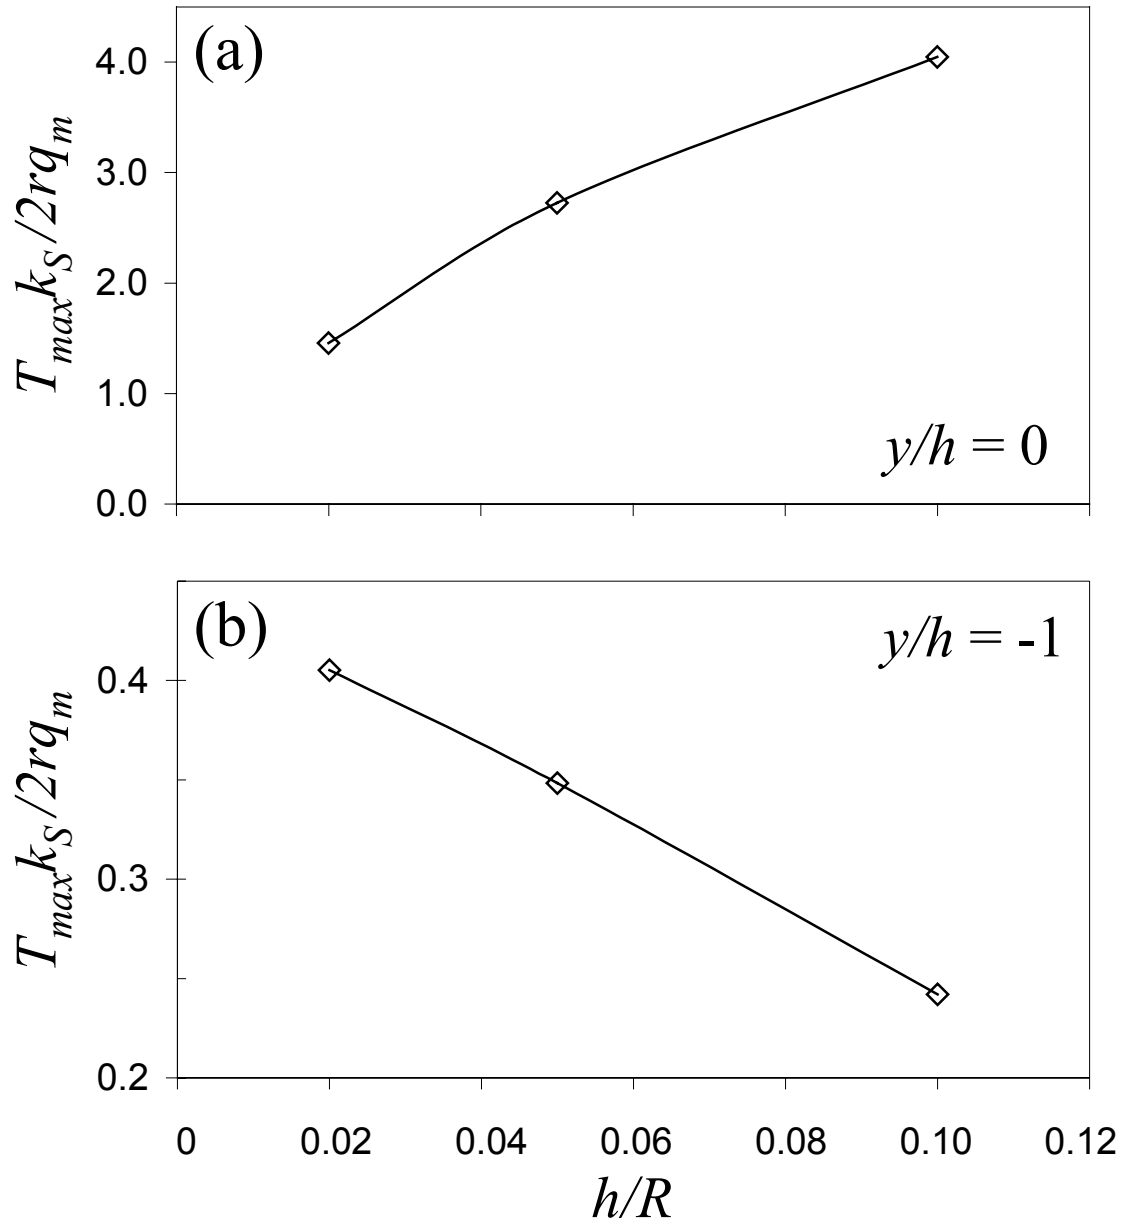 (a)
T_max k_S/2rq_m
4.0
3.0
2.0
1.0
0.0
y/h = 0
(b)
y/h = -1
T_max k_S/2rq_m
0.4
0.3
0.2
0 0.02 0.04 0.06 0.08 0.10 0.12
h/R